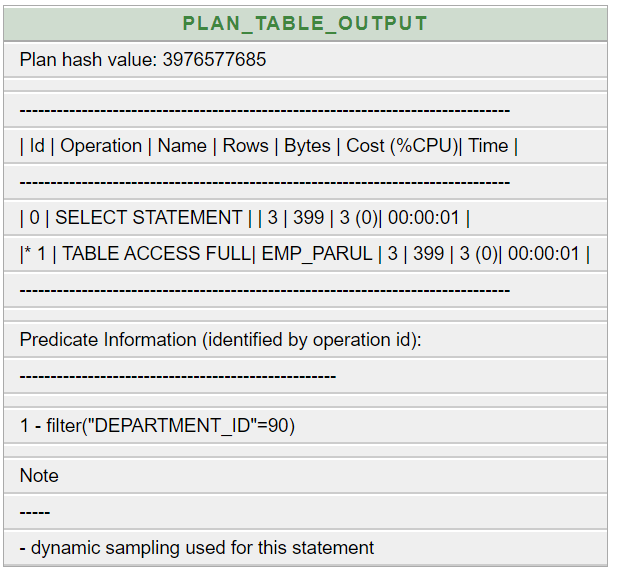 PLAN_TABLE_OUTPUT
Plan hash value: 3976577685
--------------------------------------------------------------------------------
| Id | Operation | Name | Rows | Bytes | Cost (%CPU)| Time |
--------------------------------------------------------------------------------
| 0 | SELECT STATEMENT | | 3 | 399 | 3 (0)| 00:00:01 |
|* 1 | TABLE ACCESS FULL| EMP_PARUL | 3 | 399 | 3 (0)| 00:00:01 |
--------------------------------------------------------------------------------
Predicate Information (identified by operation id):
---------------------------------------------------
1 - filter("DEPARTMENT_ID"=90)
Note
-----
- dynamic sampling used for this statement